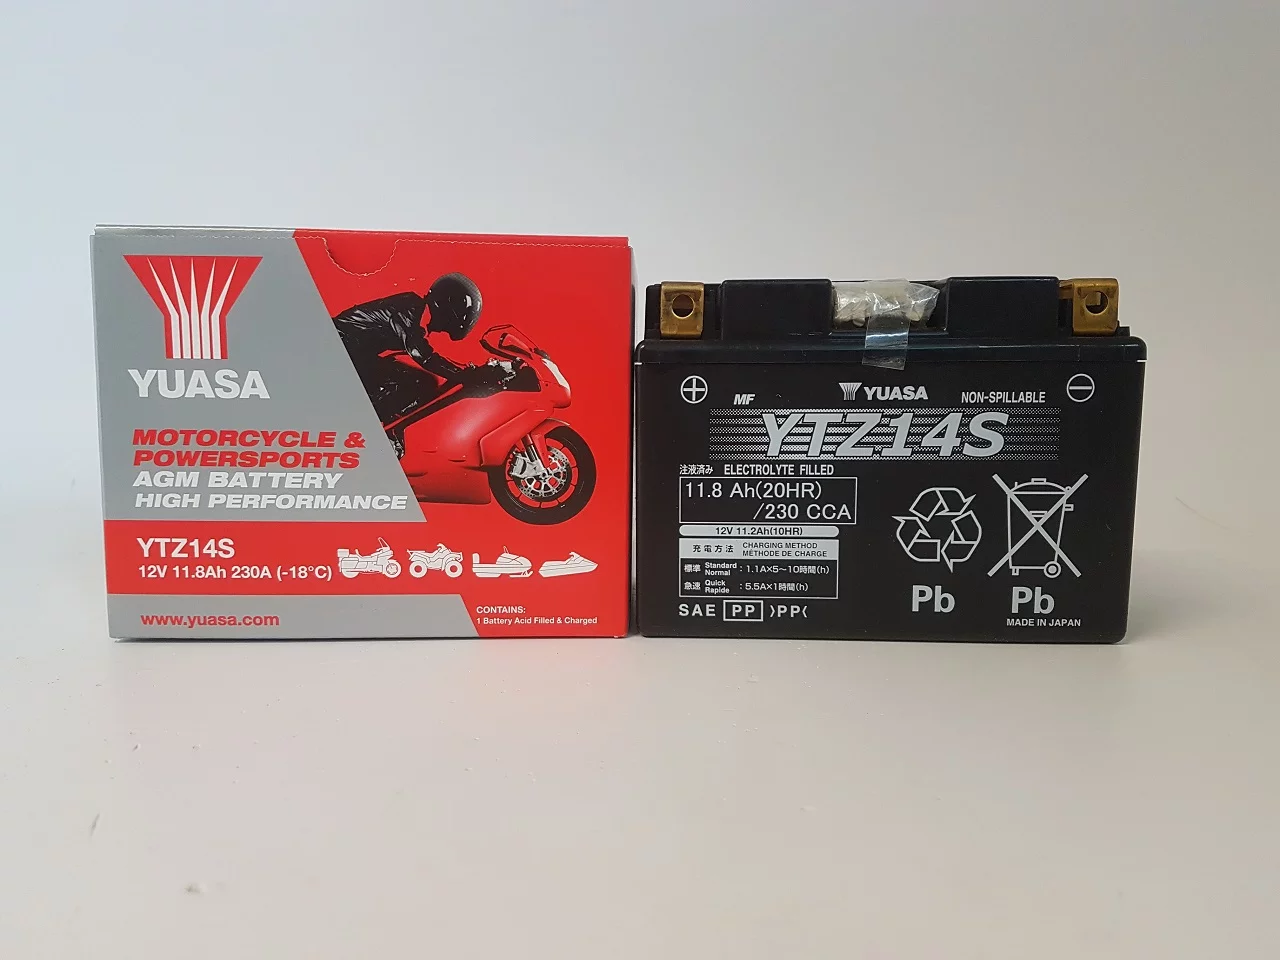 YUASA
MOTORCYCLE &
POWERSPORTS
AGM BATTERY
HIGH PERFORMANCE
YTZ14S
12V 11.8Ah 230A (-18°C)
www.yuasa.com
CONTAINS:
1 Battery Acid Filled & Charged
MF YUASA NON-SPILLABLE
YTZ14S
注液済み ELECTROLYTE FILLED
11.8 Ah(20HR)
/230 CCA
12V 11.2Ah(10HR)
充電方法 CHARGING METHOD
MÉTHODE DE CHARGE
標準 Standard Normal : 1.1A×5~10時間(h)
急速 Quick Rapide : 5.5A×1時間(h)
SAE PP >PP<
Pb Pb
MADE IN JAPAN